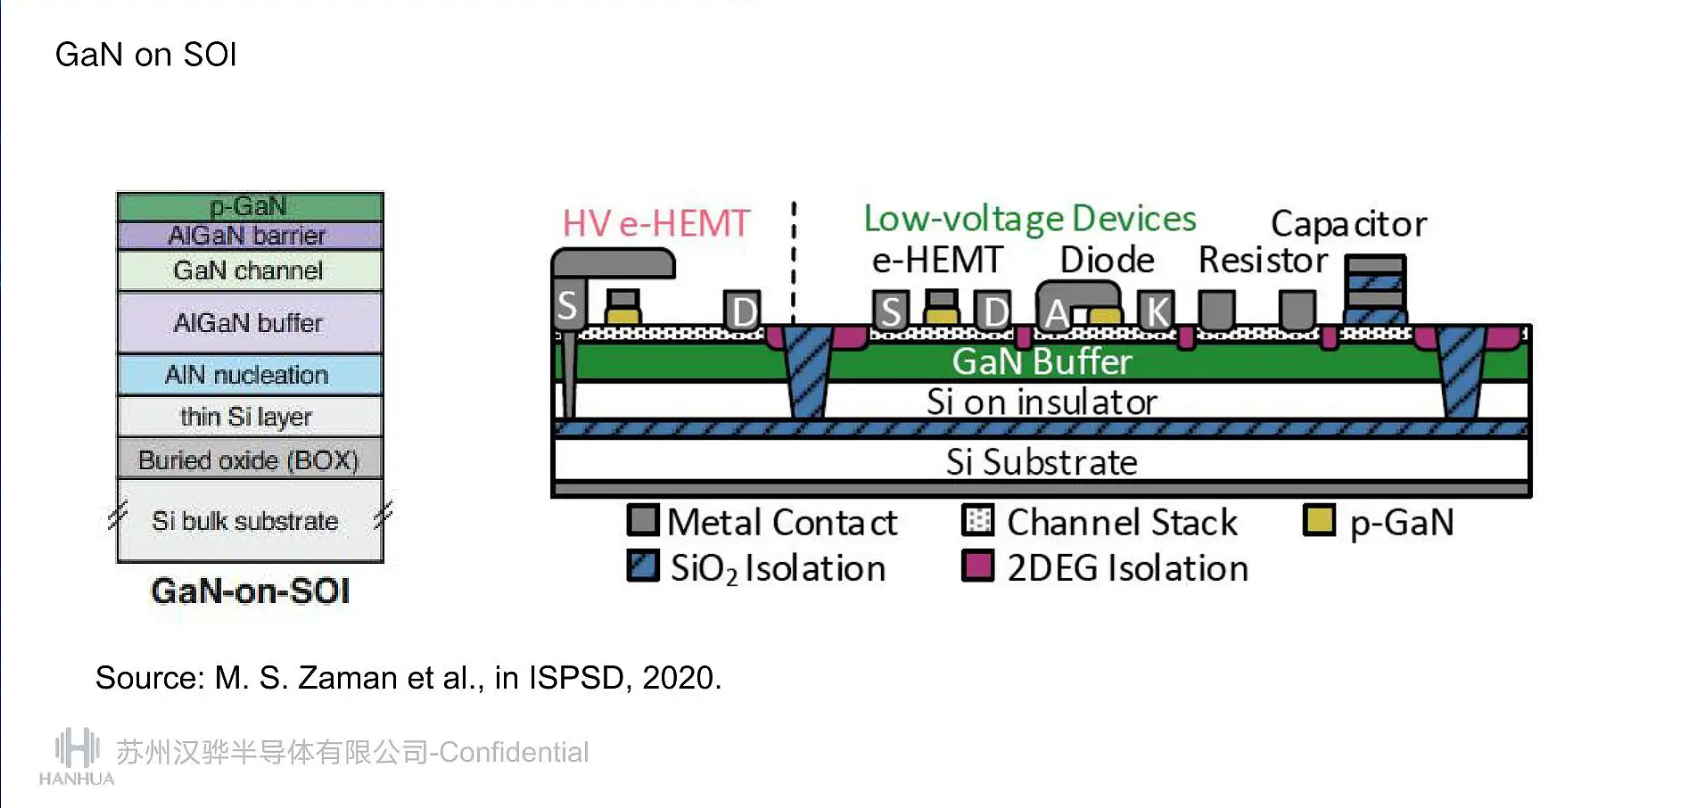 GaN on SOI
p-GaN
AlGaN barrier
GaN channel
AlGaN buffer
AlN nucleation
thin Si layer
Buried oxide (BOX)
Si bulk substrate
GaN-on-SOI
HV e-HEMT
Low-voltage Devices
Capacitor
e-HEMT Diode Resistor
S D S D A K
GaN Buffer
Si on insulator
Si Substrate
Metal Contact Channel Stack p-GaN
SiO₂ Isolation 2DEG Isolation
Source: M. S. Zaman et al., in ISPSD, 2020.
苏州汉骅半导体有限公司-Confidential
HANHUA